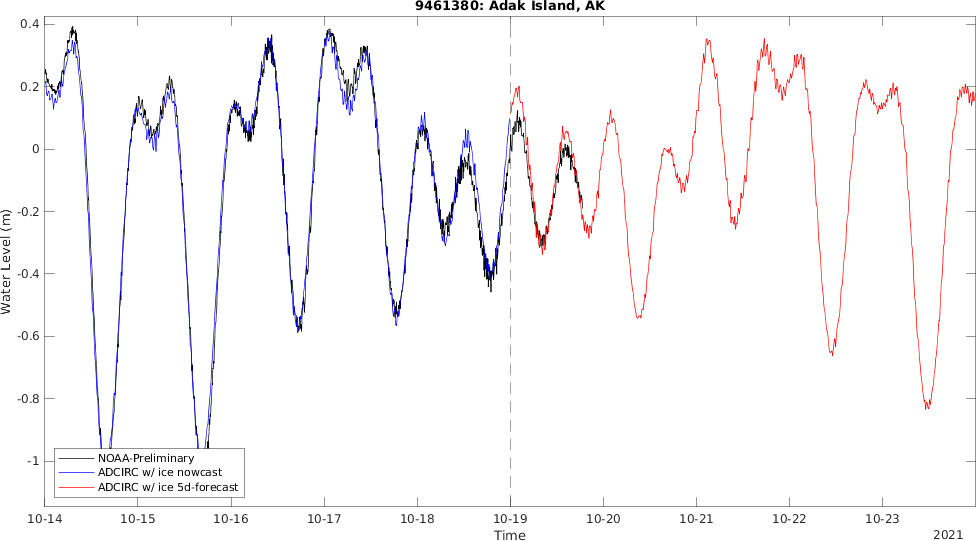 9461380: Adak Island, AK
Water Level (m)
0.4
0.2
0
-0.2
-0.4
-0.6
-0.8
-1
NOAA-Preliminary
ADCIRC w/ ice nowcast
ADCIRC w/ ice 5d-forecast
10-14 10-15 10-16 10-17 10-18 10-19 10-20 10-21 10-22 10-23
Time
2021